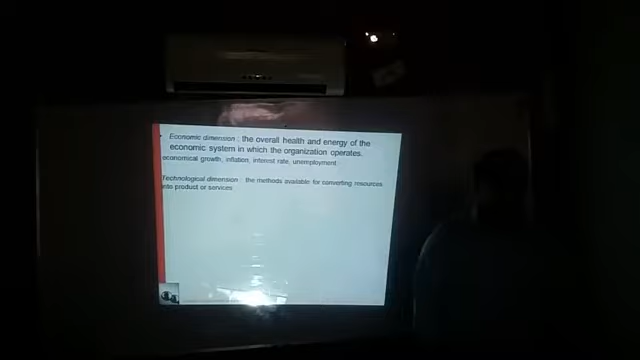 Economic dimension : the overall health and energy of the
economic system in which the organization operates.
economical growth, inflation, interest rate, unemployment
Technological dimension : the methods available for converting resources
into product or services